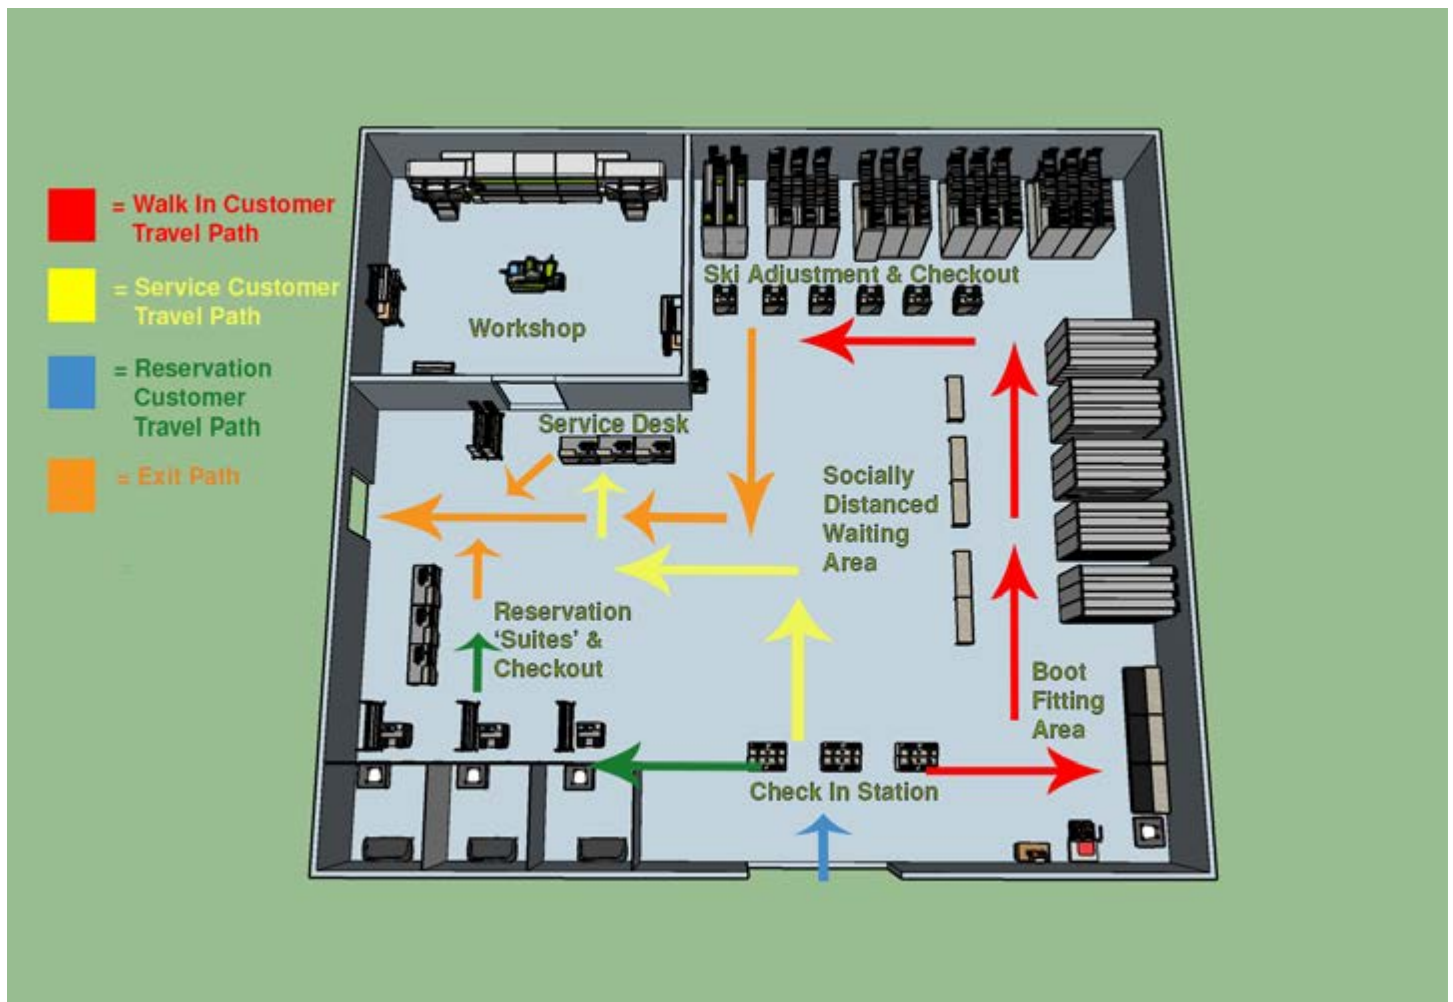 = Walk In Customer
Travel Path
= Service Customer
Travel Path
= Reservation
Customer
Travel Path
= Exit Path
=
Ski Adjustment & Checkout
Workshop
Service Desk
Socially
Distanced
Waiting
Area
Reservation
'Suites' &
Checkout
Boot
Fitting
Area
Check In Station